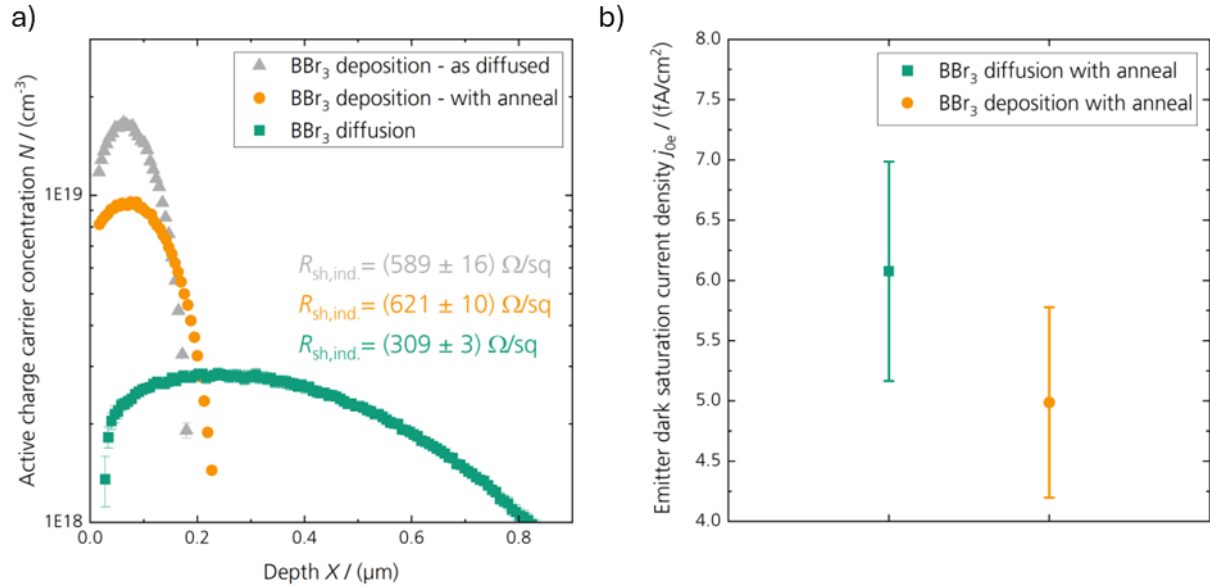 a)
BBr₃ deposition - as diffused
BBr₃ deposition - with anneal
BBr₃ diffusion
Active charge carrier concentration N / (cm⁻³)
1E19
1E18
R_sh,ind.= (589 ± 16) Ω/sq
R_sh,ind.= (621 ± 10) Ω/sq
R_sh,ind.= (309 ± 3) Ω/sq
0.0 0.2 0.4 0.6 0.8
Depth X / (µm)
b)
BBr₃ diffusion with anneal
BBr₃ deposition with anneal
Emitter dark saturation current density j₀ₑ / (fA/cm²)
8.0
7.5
7.0
6.5
6.0
5.5
5.0
4.5
4.0